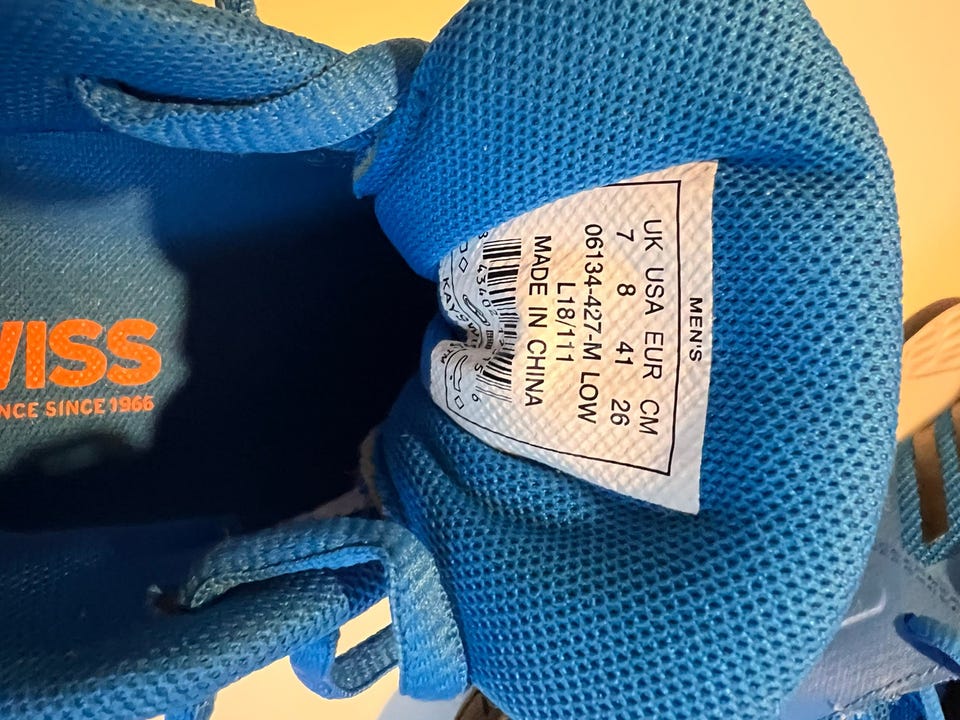 MEN'S
UK USA EUR CM
7 8 41 26
06134-427-M LOW
L18/111
MADE IN CHINA
WISS
SINCE 1966